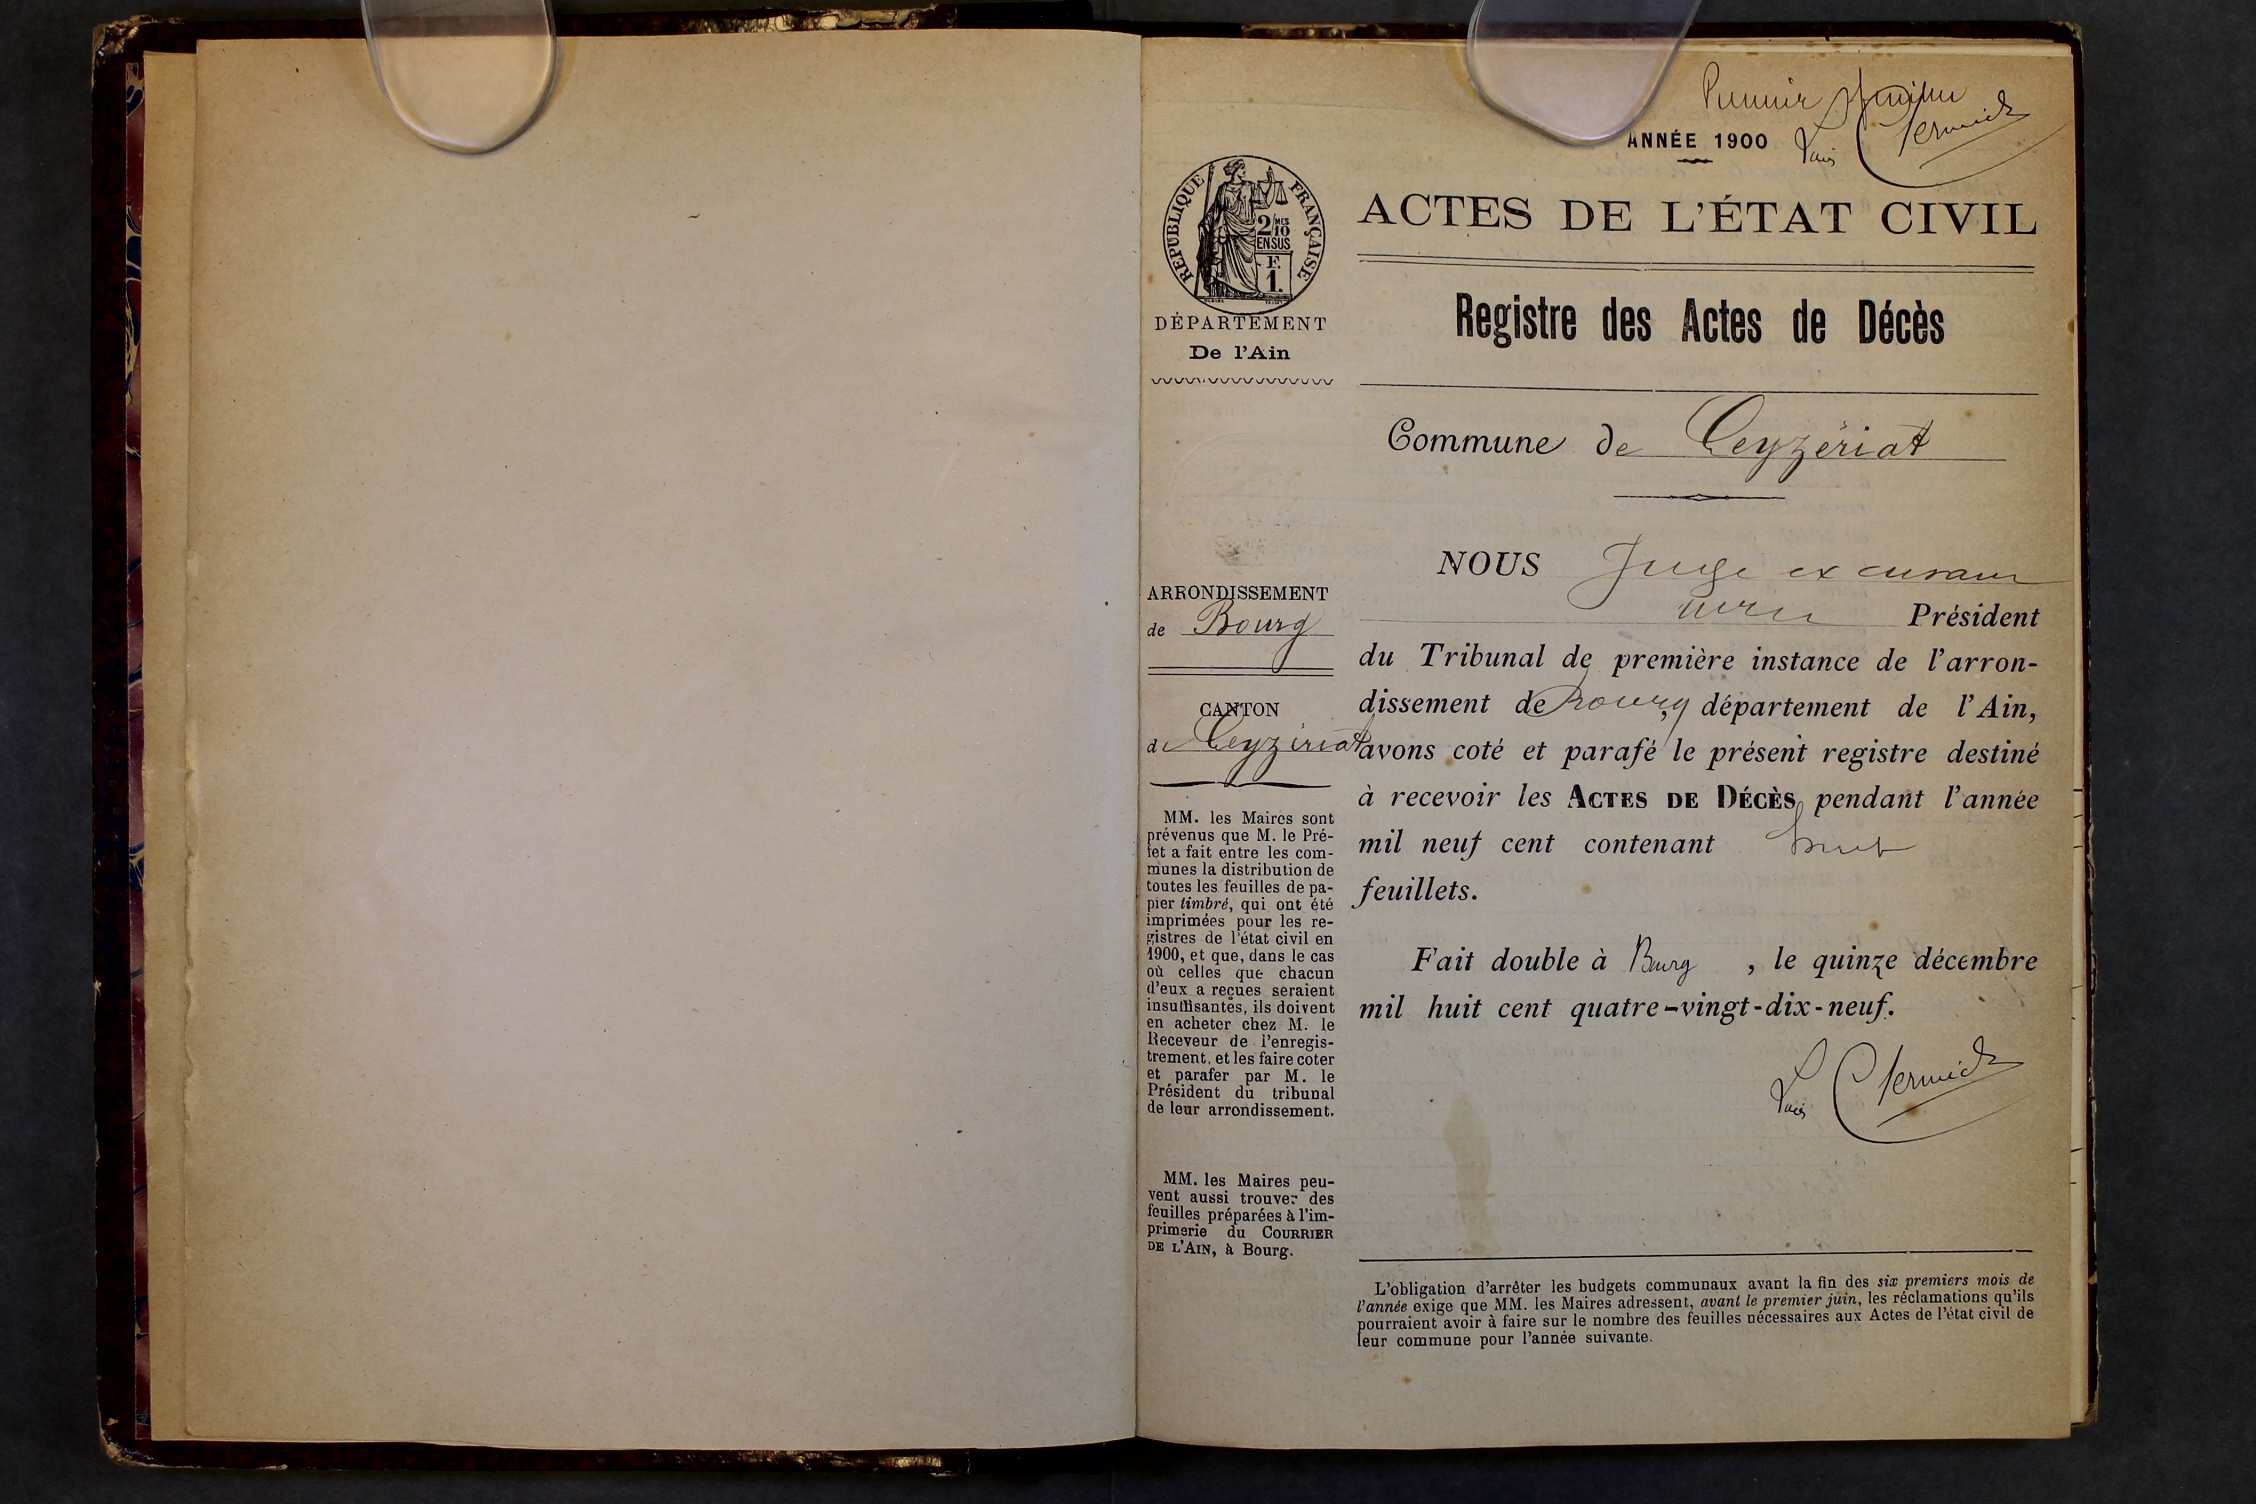 Premier feuillet
ANNÉE 1900
RÉPUBLIQUE FRANÇAISE
2/10 MES
EN SUS
F.
1.
DÉPARTEMENT
De l'Ain
ACTES DE L'ÉTAT CIVIL
Registre des Actes de Décès
Commune de Ceyzériat
ARRONDISSEMENT
de Bourg
CANTON
de Ceyzériat
MM. les Maires sont
prévenus que M. le Pré-
fet a fait entre les com-
munes la distribution de
toutes les feuilles de pa-
pier timbré, qui ont été
imprimées pour les re-
gistres de l'état civil en
1900, et que, dans le cas
où celles que chacun
d'eux a reçues seraient
insuffisantes, ils doivent
en acheter chez M. le
Receveur de l'enregis-
trement, et les faire coter
et parafer par M. le
Président du tribunal
de leur arrondissement.
MM. les Maires peu-
vent aussi trouver des
feuilles préparées à l'im-
primerie du COURRIER
DE L'AIN, à Bourg.
NOUS Juge
Président
du Tribunal de première instance de l'arron-
dissement de Bourg, département de l'Ain,
avons coté et parafé le présent registre destiné
à recevoir les ACTES DE DÉCÈS pendant l'année
mil neuf cent contenant huit
feuillets.
Fait double à Bourg, le quinze décembre
mil huit cent quatre-vingt-dix-neuf.
L'obligation d'arrêter les budgets communaux avant la fin des six premiers mois de
l'année exige que MM. les Maires adressent, avant le premier juin, les réclamations qu'ils
pourraient avoir à faire sur le nombre des feuilles nécessaires aux Actes de l'état civil de
leur commune pour l'année suivante.